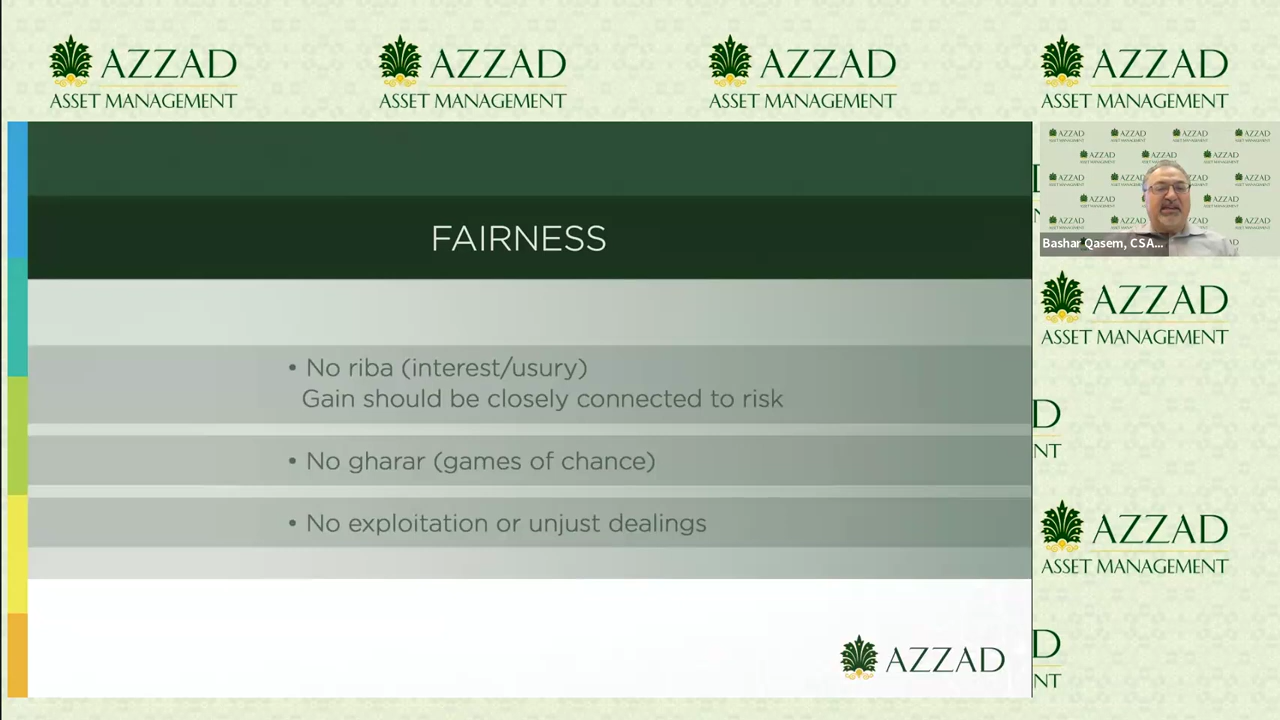 AZZAD
ASSET MANAGEMENT
AZZAD
ASSET MANAGEMENT
AZZAD
ASSET MANAGEMENT
AZZAD
ASSET MANAGEMENT
FAIRNESS
• No riba (interest/usury)
Gain should be closely connected to risk
• No gharar (games of chance)
• No exploitation or unjust dealings
AZZAD
Bashar Qasem, CSA...
AZZAD
ASSET MANAGEMENT
D
NT
AZZAD
ASSET MANAGEMENT
D
NT